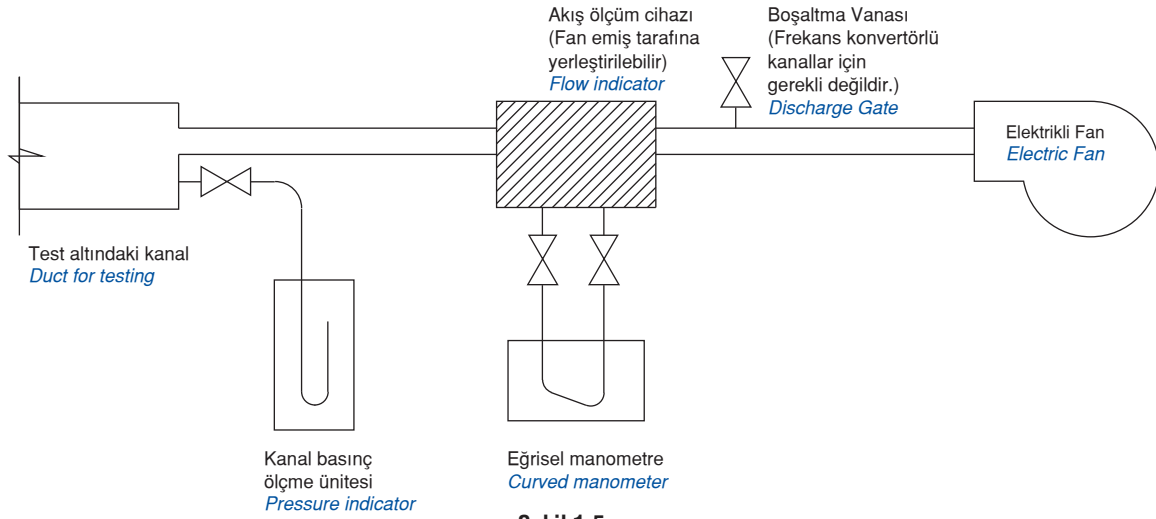 Akış ölçüm cihazı
(Fan emiş tarafına
yerleştirilebilir)
Flow indicator
Boşaltma Vanası
(Frekans konvertörlü
kanallar için
gerekli değildir.)
Discharge Gate
Elektrikli Fan
Electric Fan
Test altındaki kanal
Duct for testing
Kanal basınç
ölçme ünitesi
Pressure indicator
Eğrisel manometre
Curved manometer